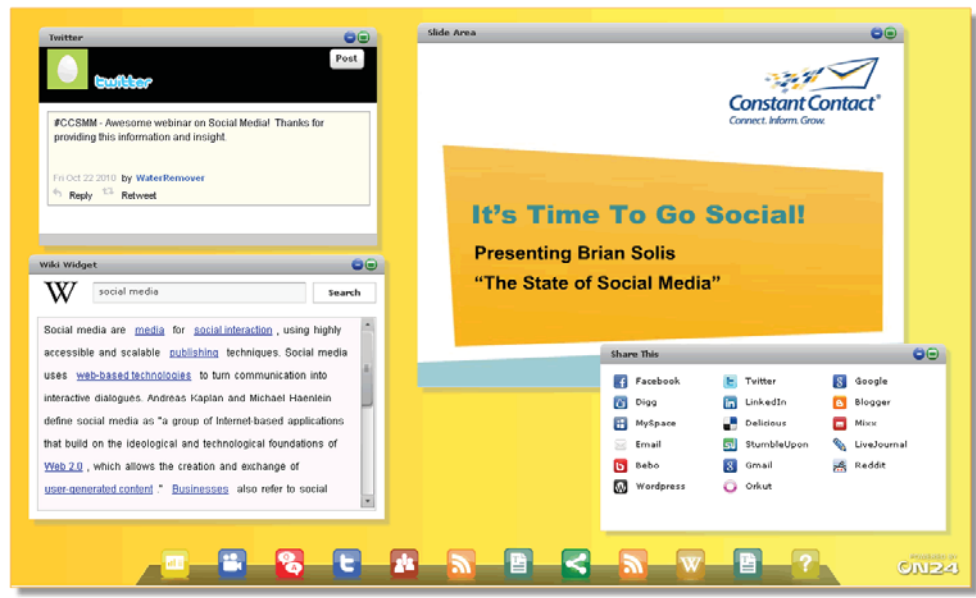 Twitter
Post
twitter
#CCSMM - Awesome webinar on Social Media! Thanks for
providing this information and insight.
Fri Oct 22 2010 by WaterRemover
Reply Retweet
Wiki Widget
W social media Search
Social media are media for social interaction , using highly
accessible and scalable publishing techniques. Social media
uses web-based technologies to turn communication into
interactive dialogues. Andreas Kaplan and Michael Haenlein
define social media as "a group of Internet-based applications
that build on the ideological and technological foundations of
Web 2.0 , which allows the creation and exchange of
user-generated content ." Businesses also refer to social
Slide Area
Constant Contact®
Connect. Inform. Grow.
It's Time To Go Social!
Presenting Brian Solis
“The State of Social Media”
Share This
Facebook Twitter Google
Digg LinkedIn Blogger
MySpace Delicious Mixx
Email StumbleUpon LiveJournal
Bebo Gmail Reddit
Wordpress Orkut
Q A
t
W
T
?
POWERED BY
ON24